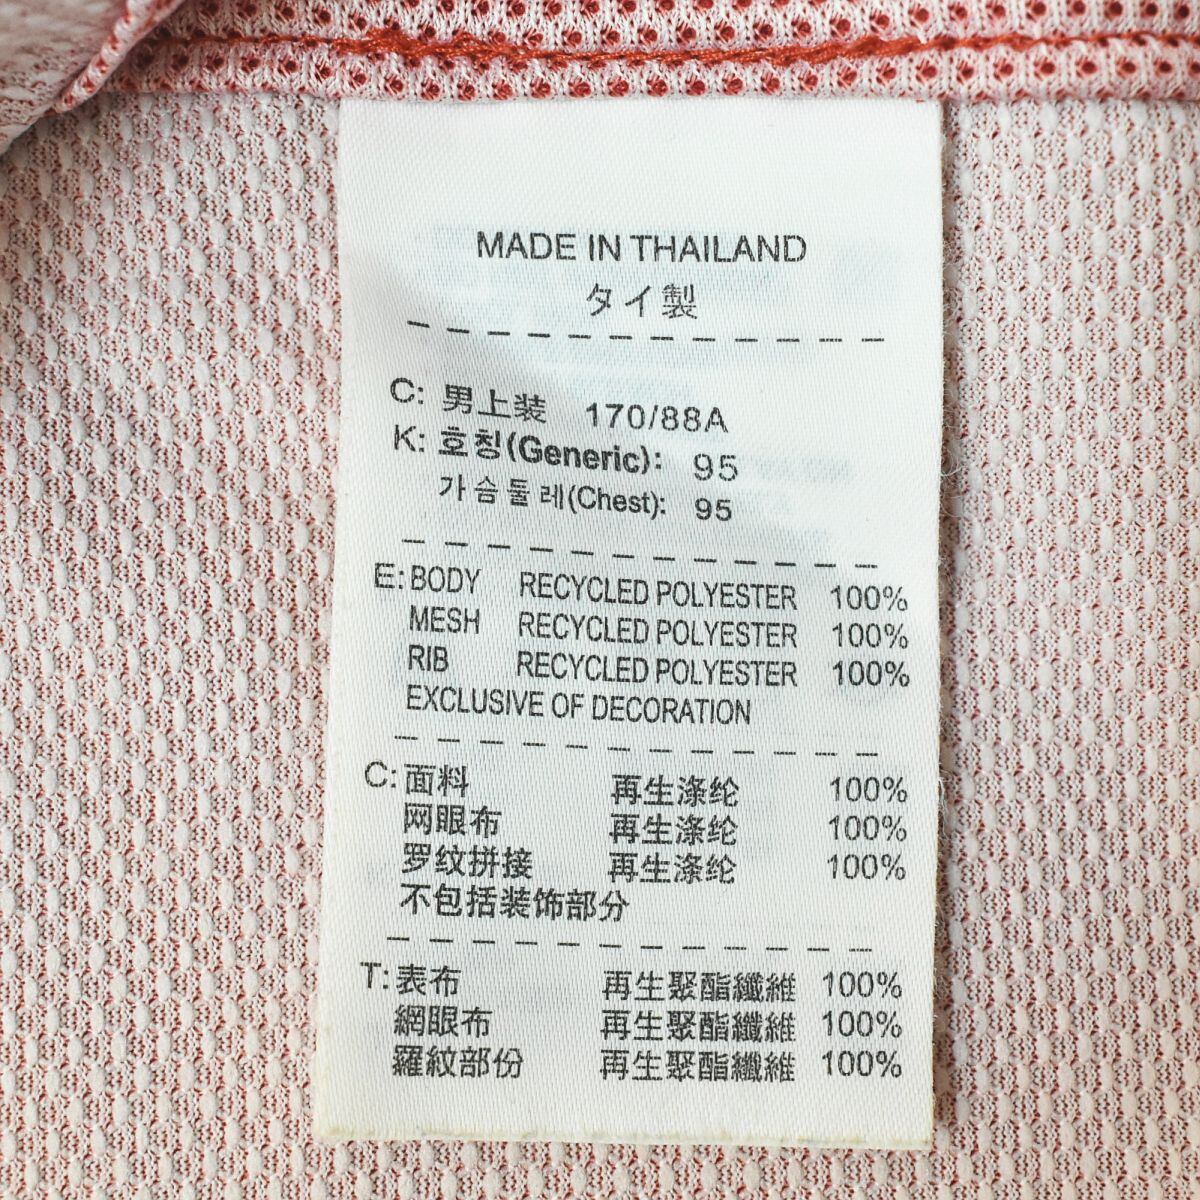 MADE IN THAILAND
タイ製
C: 男上装 170/88A
K: 호칭(Generic): 95
가슴둘레(Chest): 95
E: BODY RECYCLED POLYESTER 100%
MESH RECYCLED POLYESTER 100%
RIB RECYCLED POLYESTER 100%
EXCLUSIVE OF DECORATION
C: 面料 再生涤纶 100%
网眼布 再生涤纶 100%
罗纹拼接 再生涤纶 100%
不包括装饰部分
T: 表布 再生聚酯纖維 100%
網眼布 再生聚酯纖維 100%
羅紋部份 再生聚酯纖維 100%